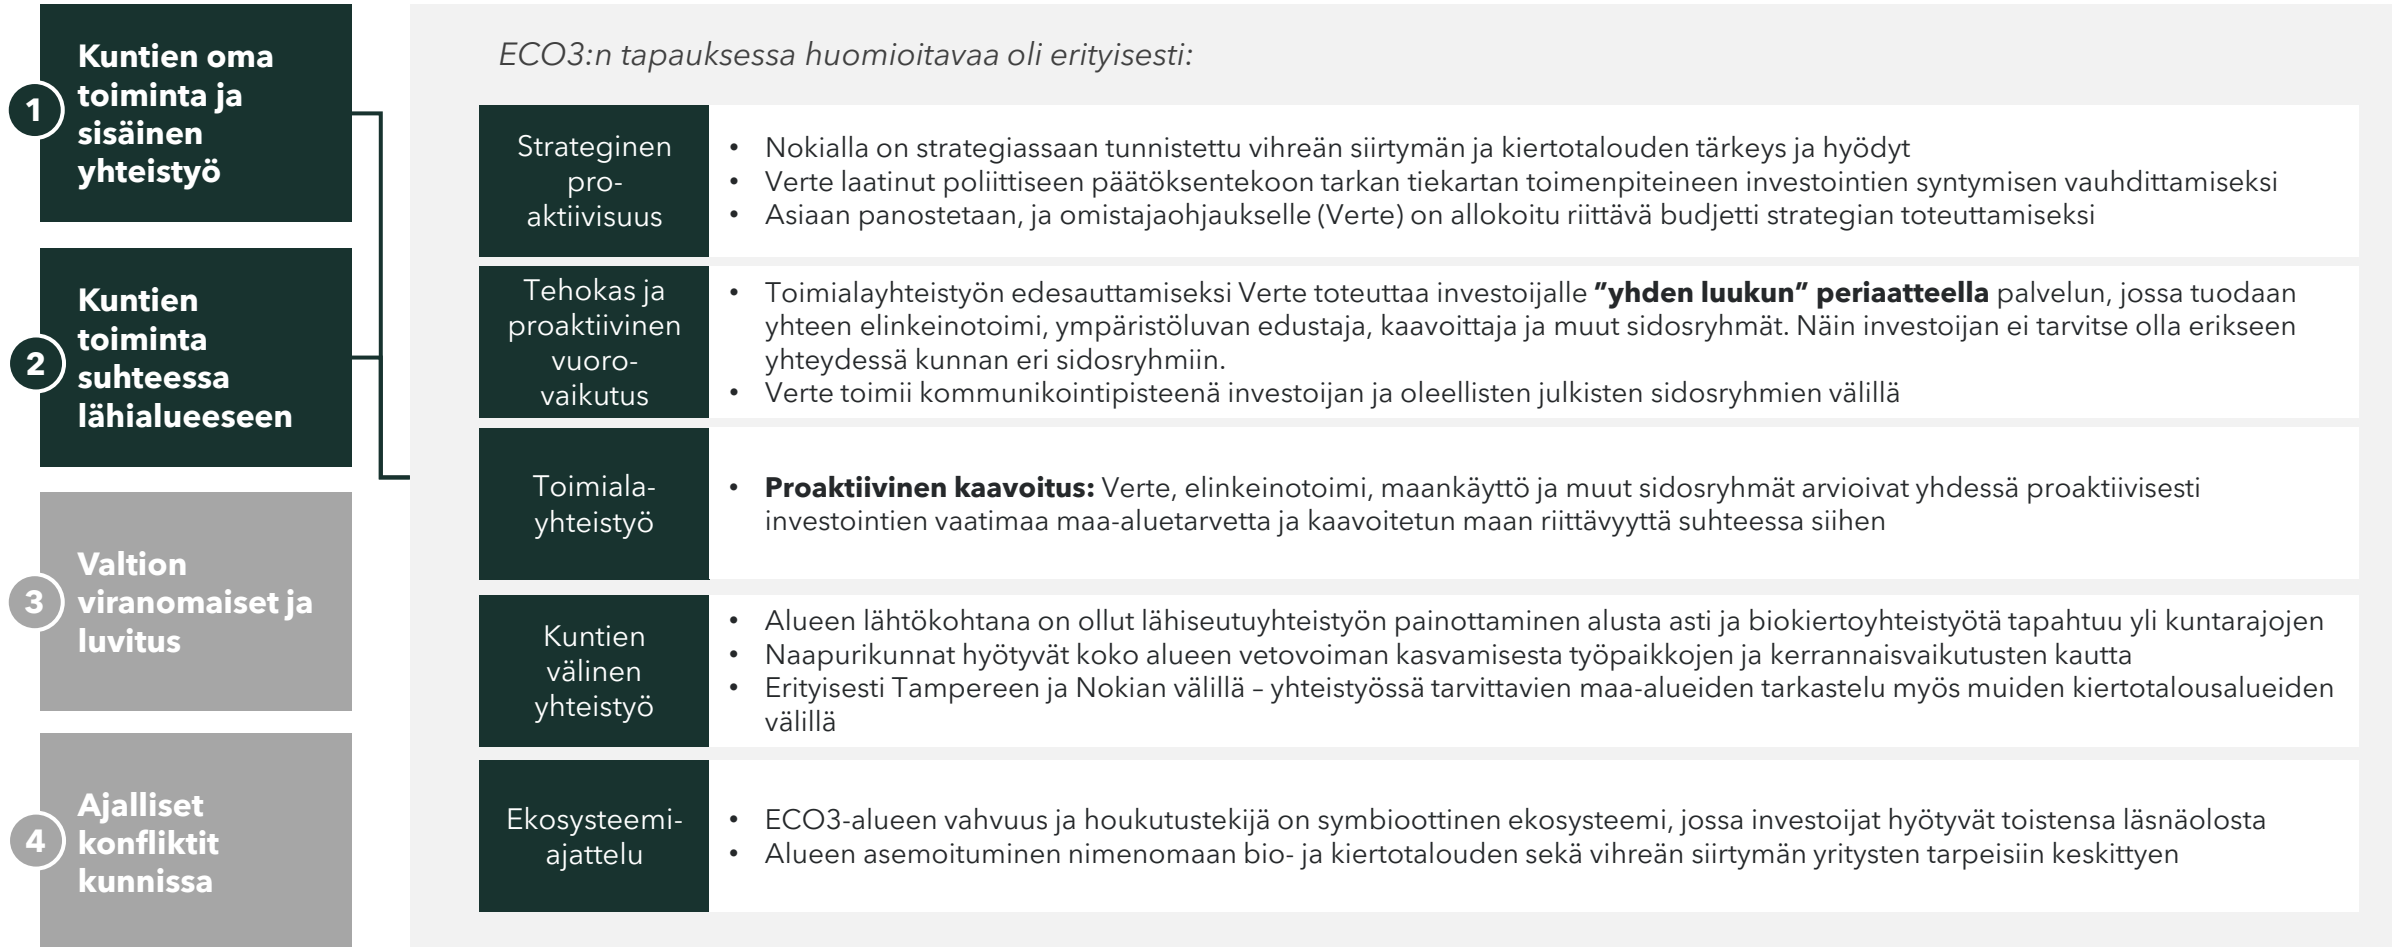 1
Kuntien oma
toiminta ja
sisäinen
yhteistyö
2
Kuntien
toiminta
suhteessa
lähialueeseen
3
Valtion
viranomaiset ja
luvitus
4
Ajalliset
konfliktit
kunnissa
ECO3:n tapauksessa huomioitavaa oli erityisesti:
Strateginen
pro-
aktiivisuus
• Nokialla on strategiassaan tunnistettu vihreän siirtymän ja kiertotalouden tärkeys ja hyödyt
• Verte laatinut poliittiseen päätöksentekoon tarkan tiekartan toimenpiteineen investointien syntymisen vauhdittamiseksi
• Asiaan panostetaan, ja omistajaohjaukselle (Verte) on allokoitu riittävä budjetti strategian toteuttamiseksi
Tehokas ja
proaktiivinen
vuoro-
vaikutus
• Toimialayhteistyön edesauttamiseksi Verte toteuttaa investoijalle ”yhden luukun” periaatteella palvelun, jossa tuodaan
yhteen elinkeinotoimi, ympäristöluvan edustaja, kaavoittaja ja muut sidosryhmät. Näin investoijan ei tarvitse olla erikseen
yhteydessä kunnan eri sidosryhmiin.
• Verte toimii kommunikointipisteenä investoijan ja oleellisten julkisten sidosryhmien välillä
Toimiala-
yhteistyö
• Proaktiivinen kaavoitus: Verte, elinkeinotoimi, maankäyttö ja muut sidosryhmät arvioivat yhdessä proaktiivisesti
investointien vaatimaa maa-aluetarvetta ja kaavoitetun maan riittävyyttä suhteessa siihen
Kuntien
välinen
yhteistyö
• Alueen lähtökohtana on ollut lähiseutuyhteistyön painottaminen alusta asti ja biokiertoyhteistyötä tapahtuu yli kuntarajojen
• Naapurikunnat hyötyvät koko alueen vetovoiman kasvamisesta työpaikkojen ja kerrannaisvaikutusten kautta
• Erityisesti Tampereen ja Nokian välillä – yhteistyössä tarvittavien maa-alueiden tarkastelu myös muiden kiertotalousalueiden
välillä
Ekosysteemi-
ajattelu
• ECO3-alueen vahvuus ja houkutustekijä on symbioottinen ekosysteemi, jossa investoijat hyötyvät toistensa läsnäolosta
• Alueen asemoituminen nimenomaan bio- ja kiertotalouden sekä vihreän siirtymän yritysten tarpeisiin keskittyen